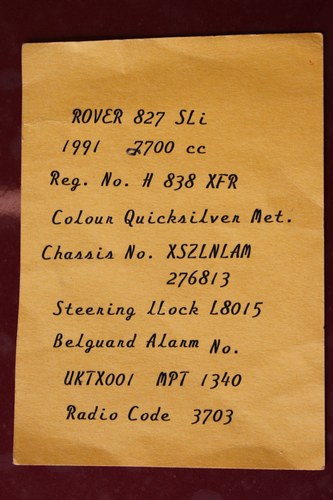 ROVER 827 SLi
1991 2700 cc
Reg. No. H 838 XFR
Colour Quicksilver Met.
Chassis No. XSZLNLAM
276813
Steering lLock L8015
Belguard Alarm No.
UKTX001 MPT 1340
Radio Code 3703